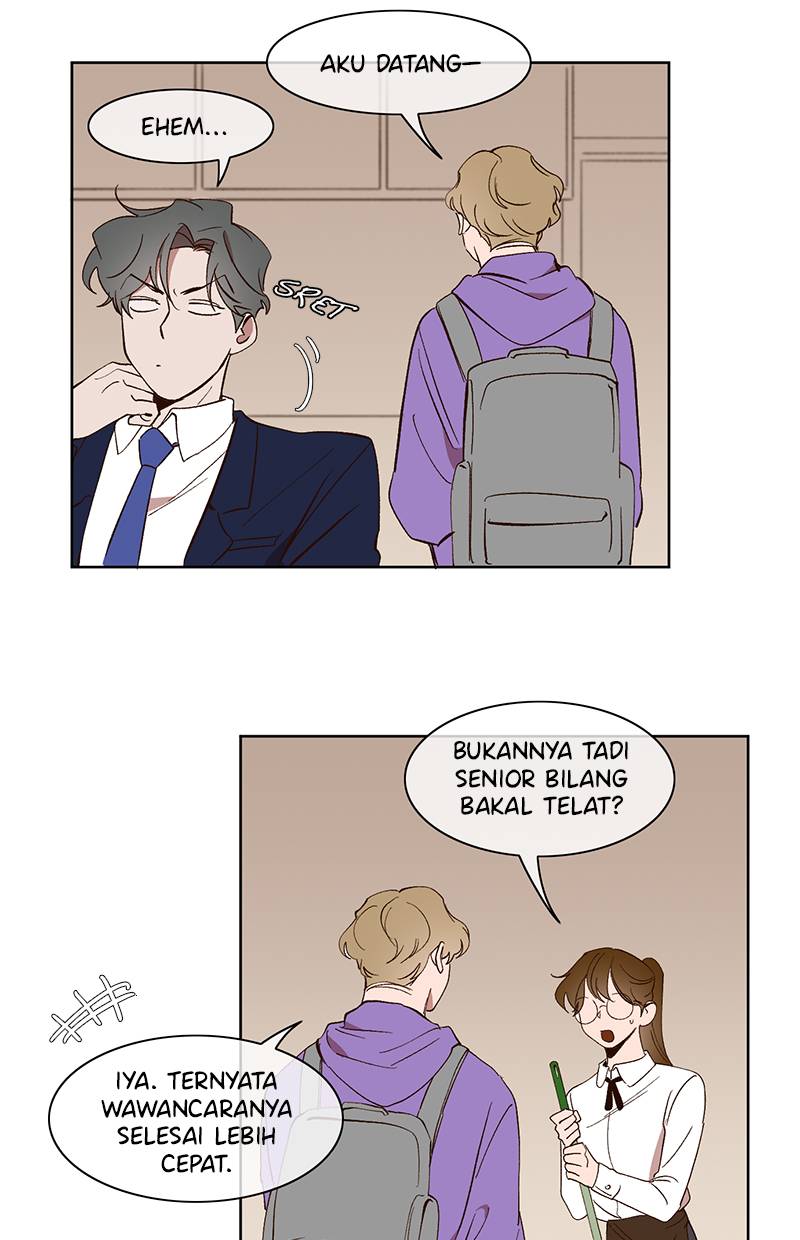 AKU DATANG—
EHEM...
SRET
BUKANNYA TADI
SENIOR BILANG
BAKAL TELAT?
IYA. TERNYATA
WAWANCARANYA
SELESAI LEBIH
CEPAT.